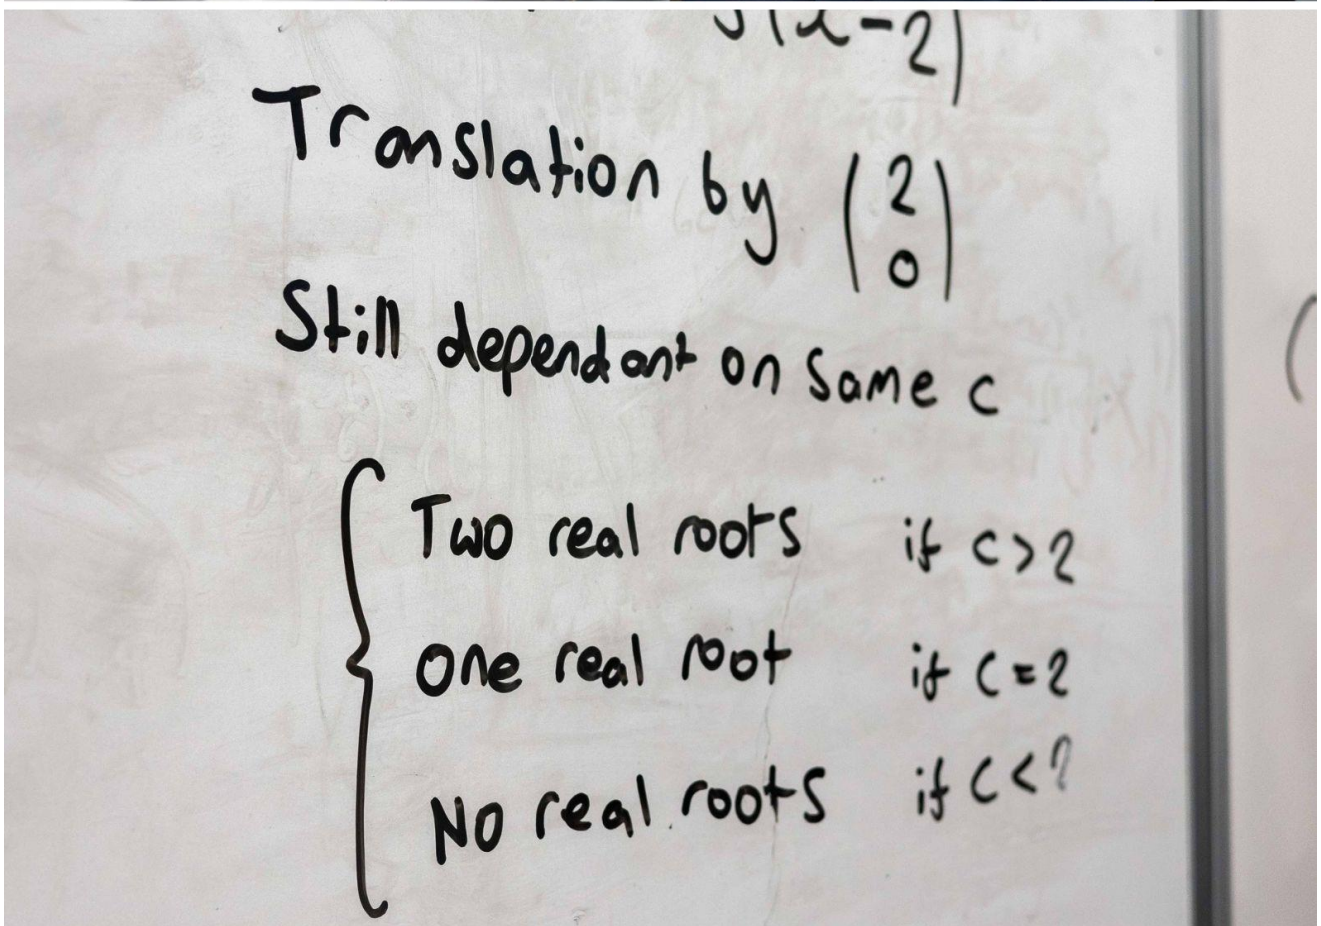 (x-2)
Translation by (2 0)
Still dependant on same c
Two real roots if c>2
One real root if c=2
No real roots if c<